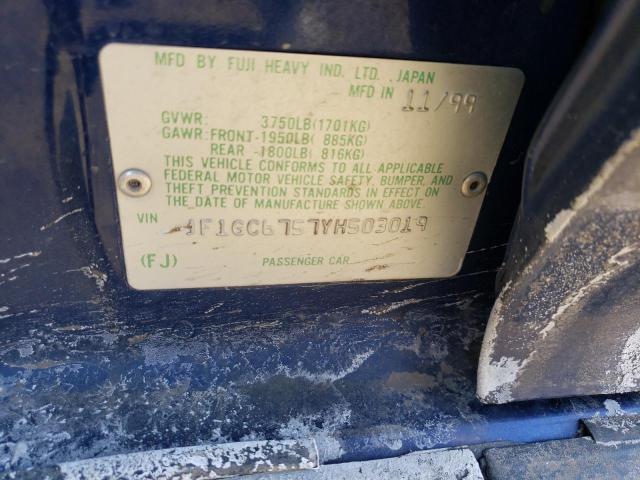 MFD BY FUJI HEAVY IND. LTD. JAPAN
MFD IN 11/99
GVWR: 3750LB(1701KG)
GAWR:FRONT-1950LB( 885KG)
REAR -1800LB( 816KG)
THIS VEHICLE CONFORMS TO ALL APPLICABLE
FEDERAL MOTOR VEHICLE SAFETY, BUMPER, AND
THEFT PREVENTION STANDARDS IN EFFECT ON
THE DATE OF MANUFACTURE SHOWN ABOVE.
VIN JF1GC6757YH503019
(FJ) PASSENGER CAR